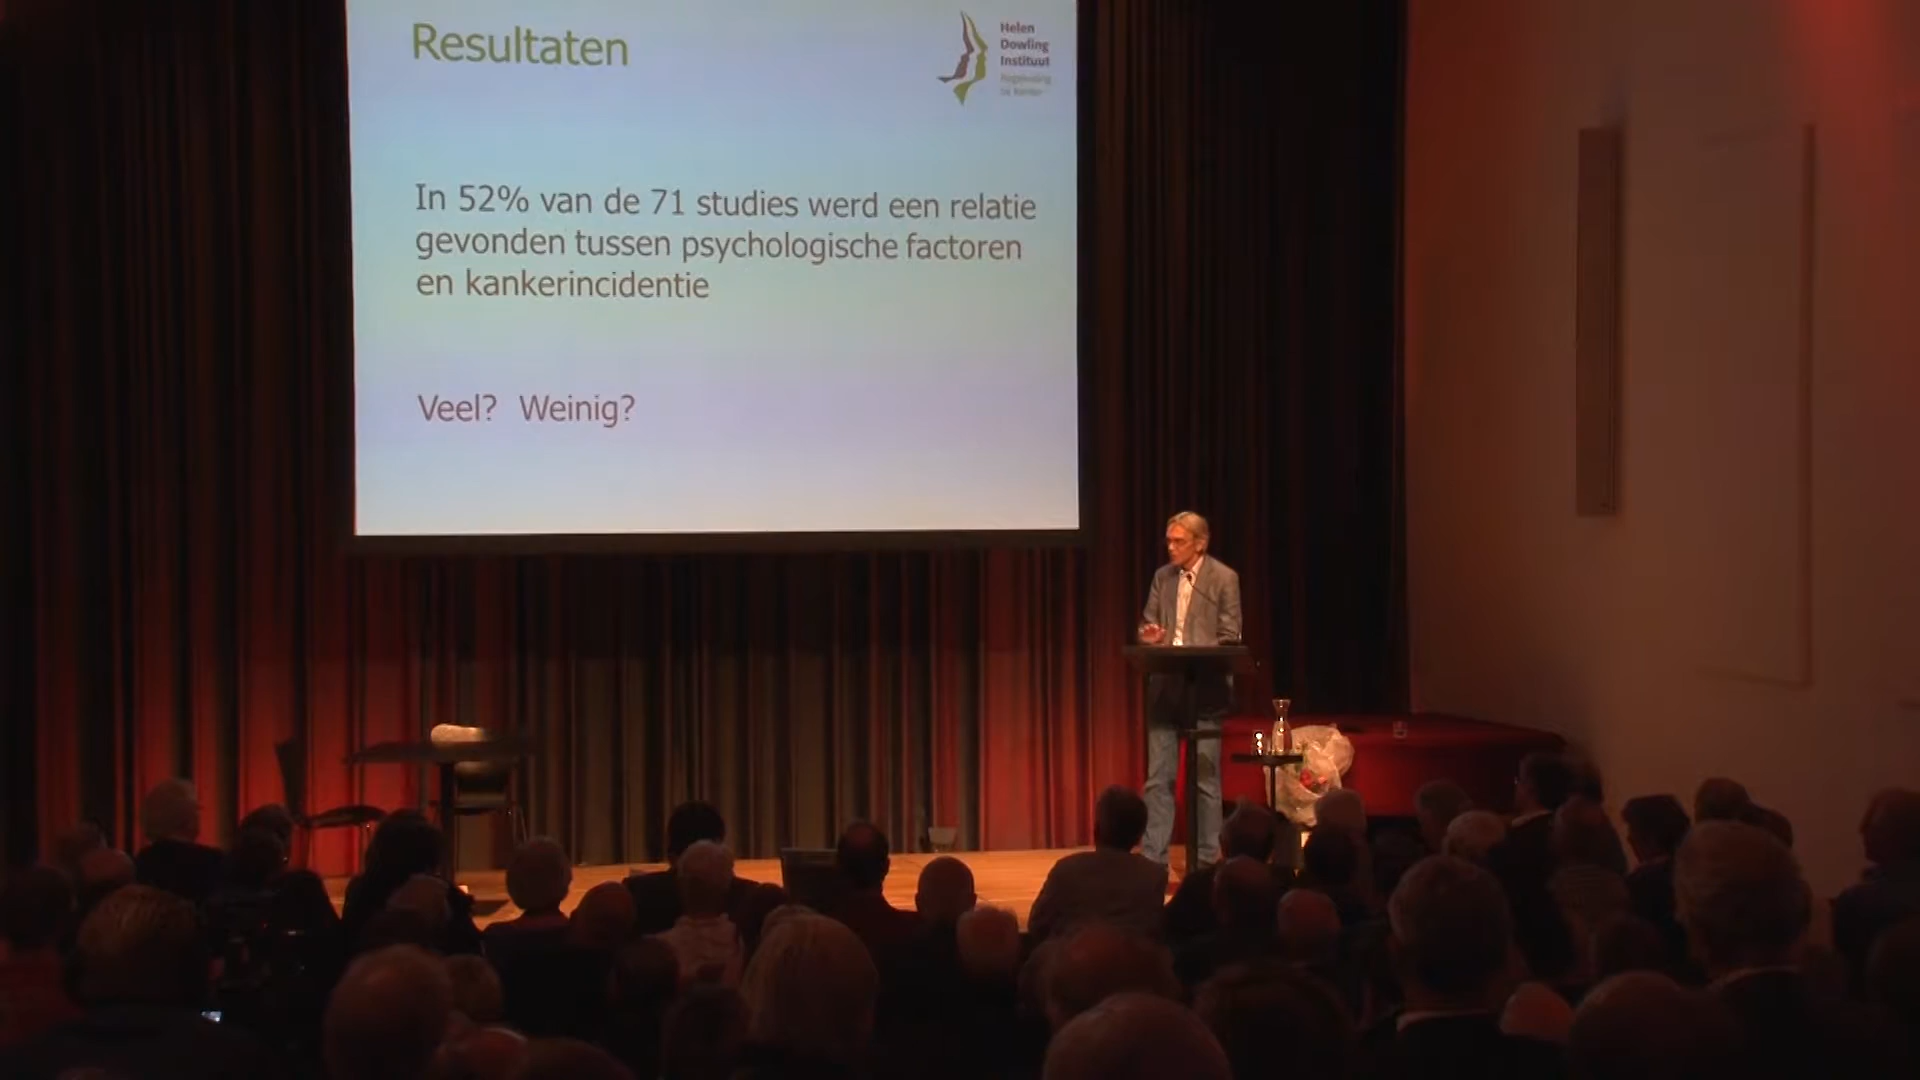 Resultaten
Helen
Dowling
Instituut
In 52% van de 71 studies werd een relatie
gevonden tussen psychologische factoren
en kankerincidentie
Veel? Weinig?